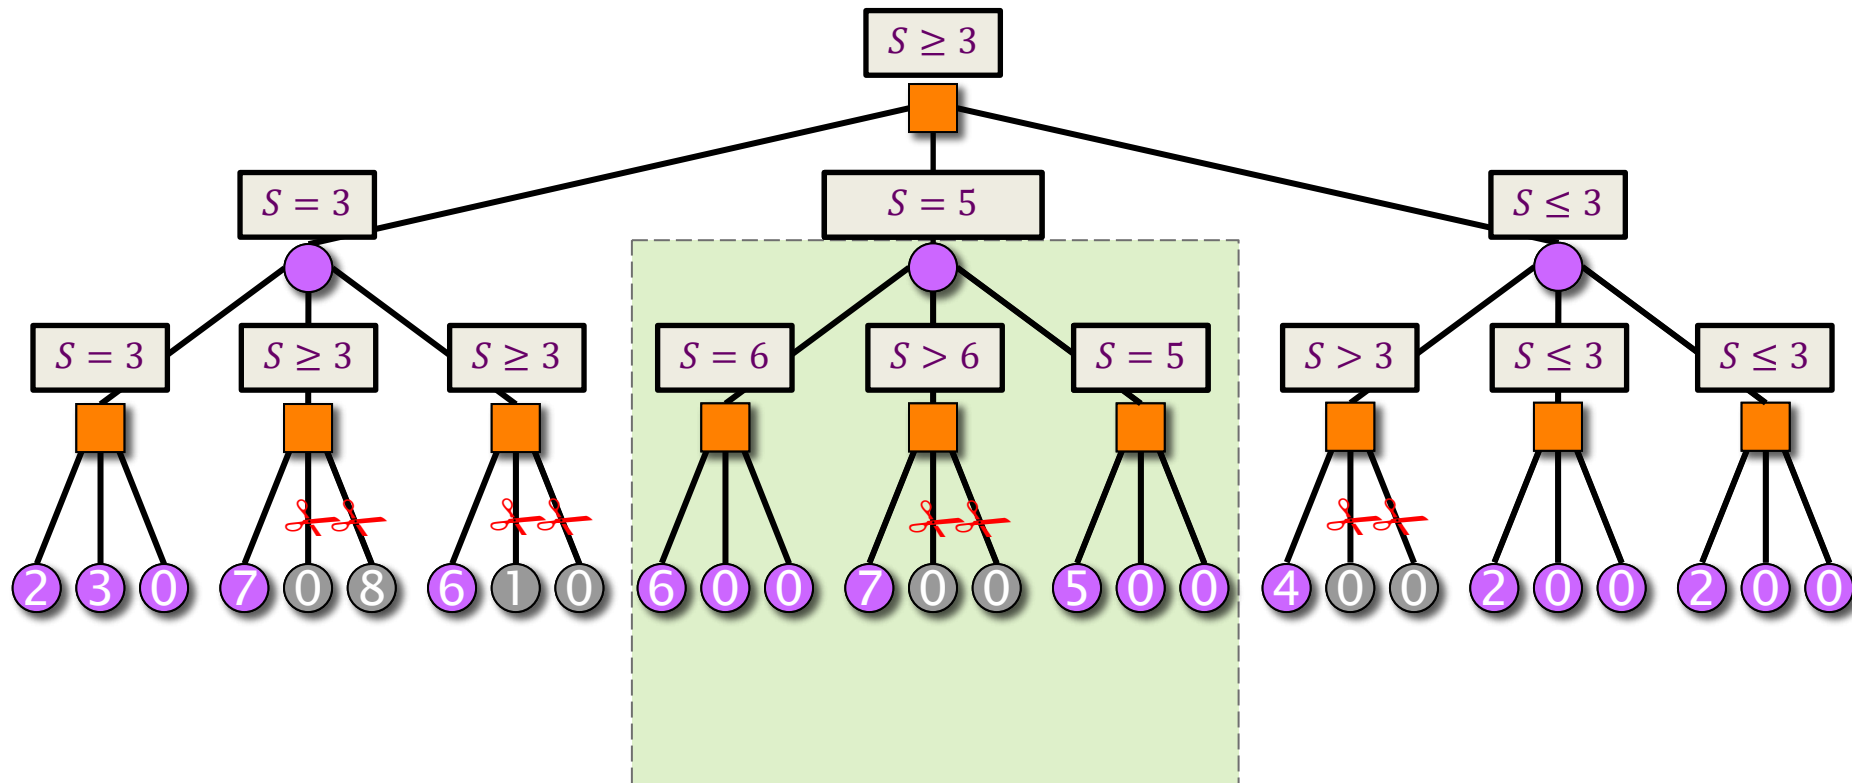 S ≥ 3
S = 3 S = 5 S ≤ 3
S = 3 S ≥ 3 S ≥ 3 S = 6 S > 6 S = 5 S > 3 S ≤ 3 S ≤ 3
2 3 0 7 0 8 6 1 0 6 0 0 7 0 0 5 0 0 4 0 0 2 0 0 2 0 0